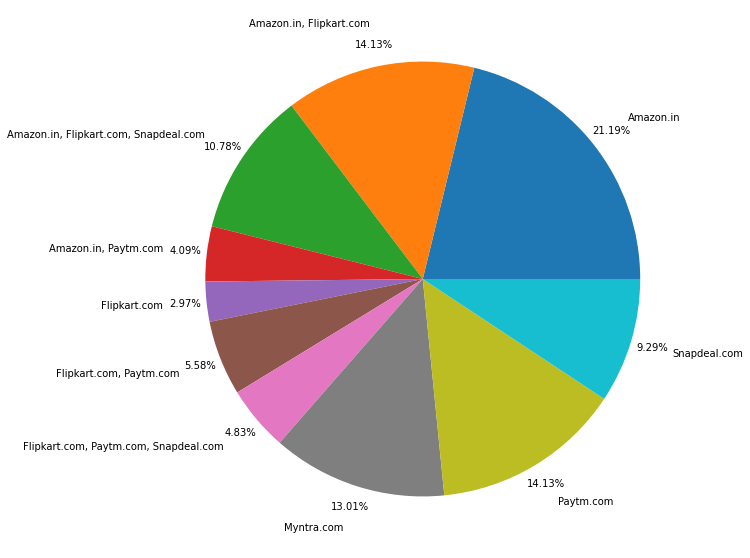 Amazon.in, Flipkart.com
14.13%
Amazon.in
21.19%
Amazon.in, Flipkart.com, Snapdeal.com
10.78%
Amazon.in, Paytm.com
4.09%
Flipkart.com
2.97%
Flipkart.com, Paytm.com
5.58%
Flipkart.com, Paytm.com, Snapdeal.com
4.83%
Myntra.com
13.01%
Paytm.com
14.13%
Snapdeal.com
9.29%